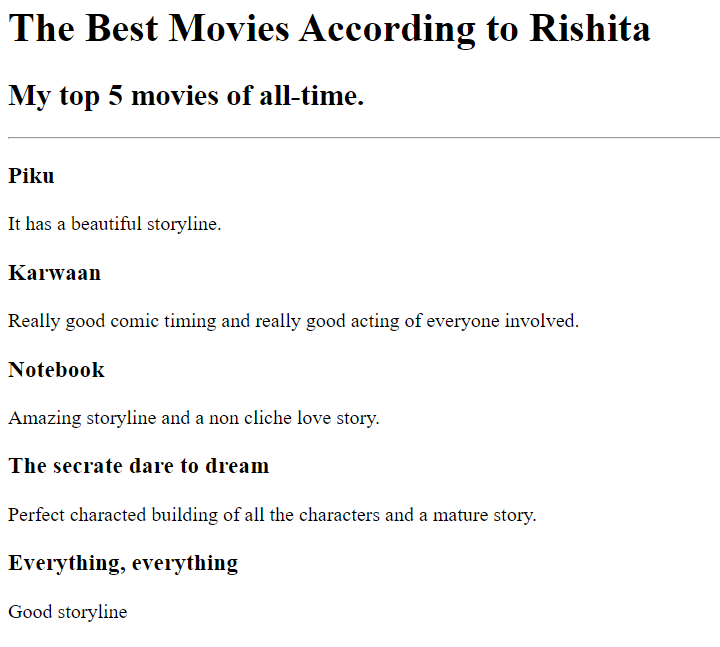 The Best Movies According to Rishita
My top 5 movies of all-time.
Piku
It has a beautiful storyline.
Karwaan
Really good comic timing and really good acting of everyone involved.
Notebook
Amazing storyline and a non cliche love story.
The secrate dare to dream
Perfect characted building of all the characters and a mature story.
Everything, everything
Good storyline